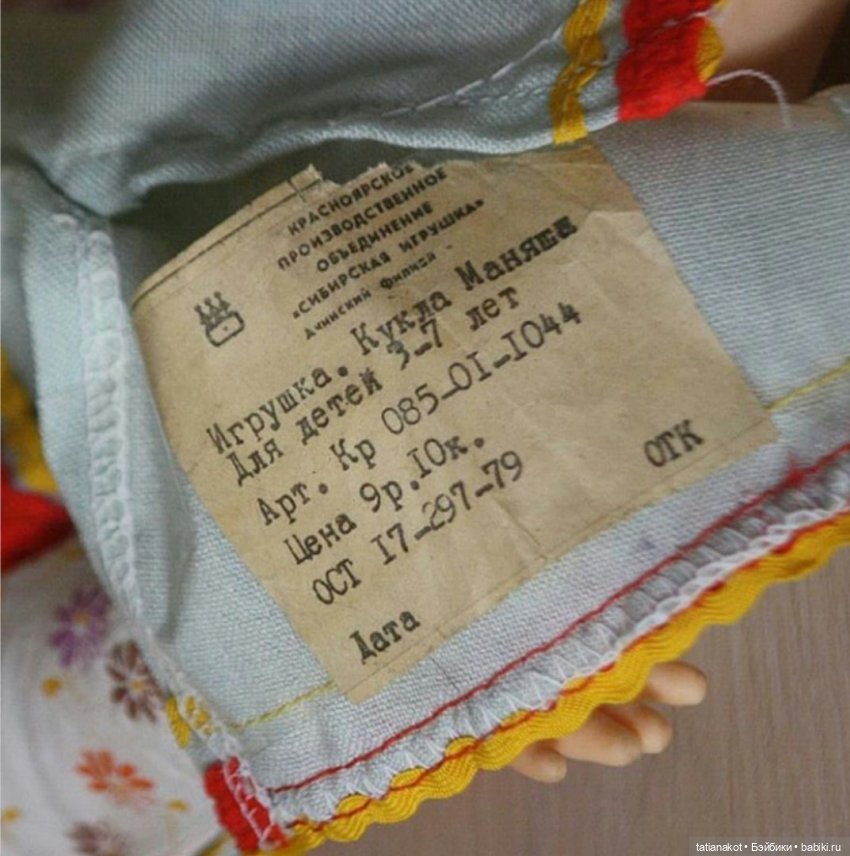 КРАСНОЯРСКОЕ
ПРОИЗВОДСТВЕННОЕ
ОБЪЕДИНЕНИЕ
«СИБИРСКАЯ ИГРУШКА»
Ачинский филиал
Игрушка. Кукла Маняша
Для детей 3-7 лет
Арт. Кр 085-01-1044
Цена 9р.10к.
ОСТ 17-297-79
ОТК
Дата
tatianakot • Бэйбики • babiki.ru